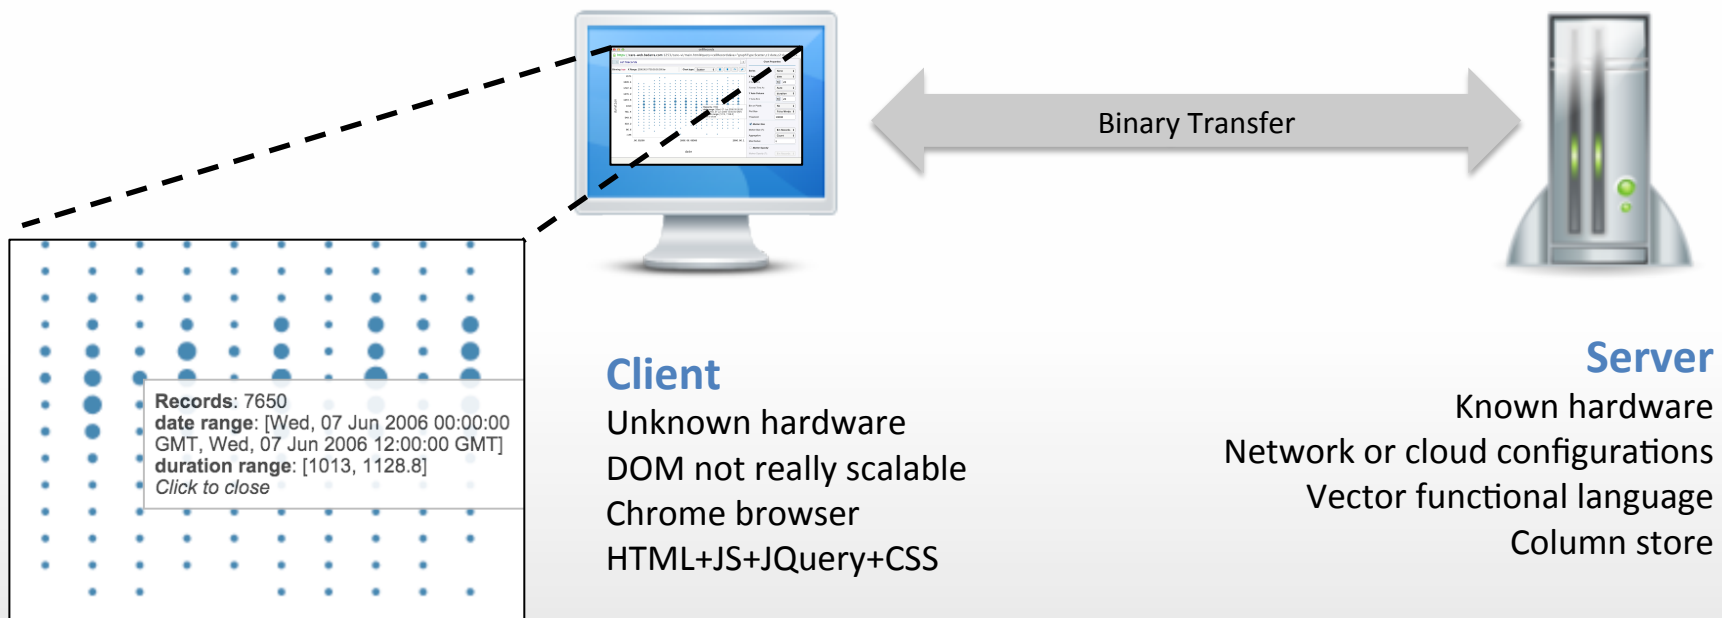 Binary Transfer
Records: 7650
date range: [Wed, 07 Jun 2006 00:00:00
GMT, Wed, 07 Jun 2006 12:00:00 GMT]
duration range: [1013, 1128.8]
Click to close
Client
Unknown hardware
DOM not really scalable
Chrome browser
HTML+JS+JQuery+CSS
Server
Known hardware
Network or cloud configurations
Vector functional language
Column store